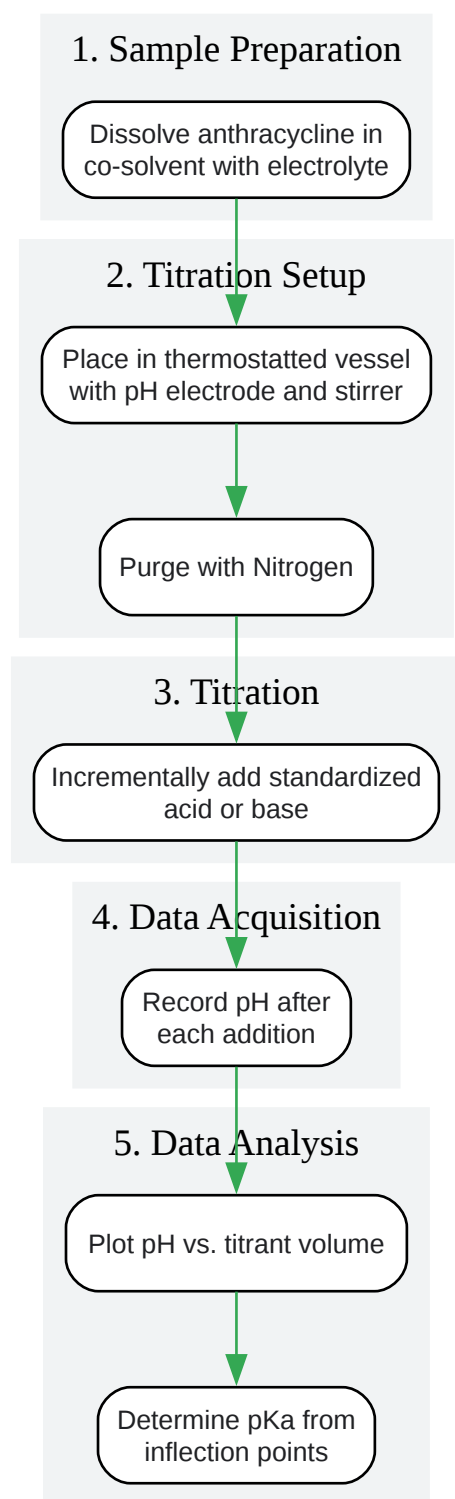 1. Sample Preparation
Dissolve anthracycline in
co-solvent with electrolyte
2. Titration Setup
Place in thermostatted vessel
with pH electrode and stirrer
Purge with Nitrogen
3. Titration
Incrementally add standardized
acid or base
4. Data Acquisition
Record pH after
each addition
5. Data Analysis
Plot pH vs. titrant volume
Determine pKa from
inflection points